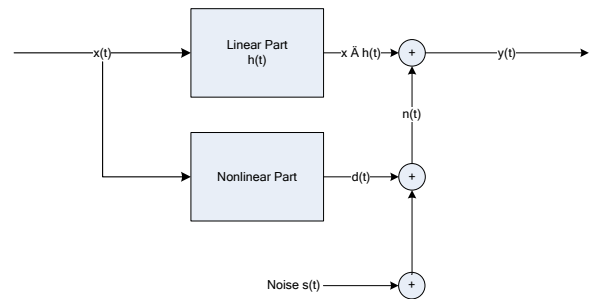 Linear Part
h(t)
x(t)
x Ä h(t)
+
y(t)
n(t)
Nonlinear Part
d(t)
+
Noise s(t)
+